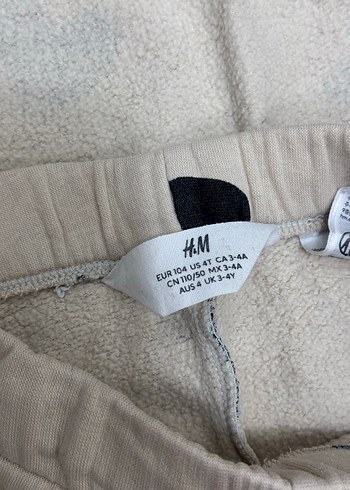 H&M
EUR 104 US 4T CA 3-4A
CN 110/50 MX 3-4A
AUS 4 UK 3-4Y